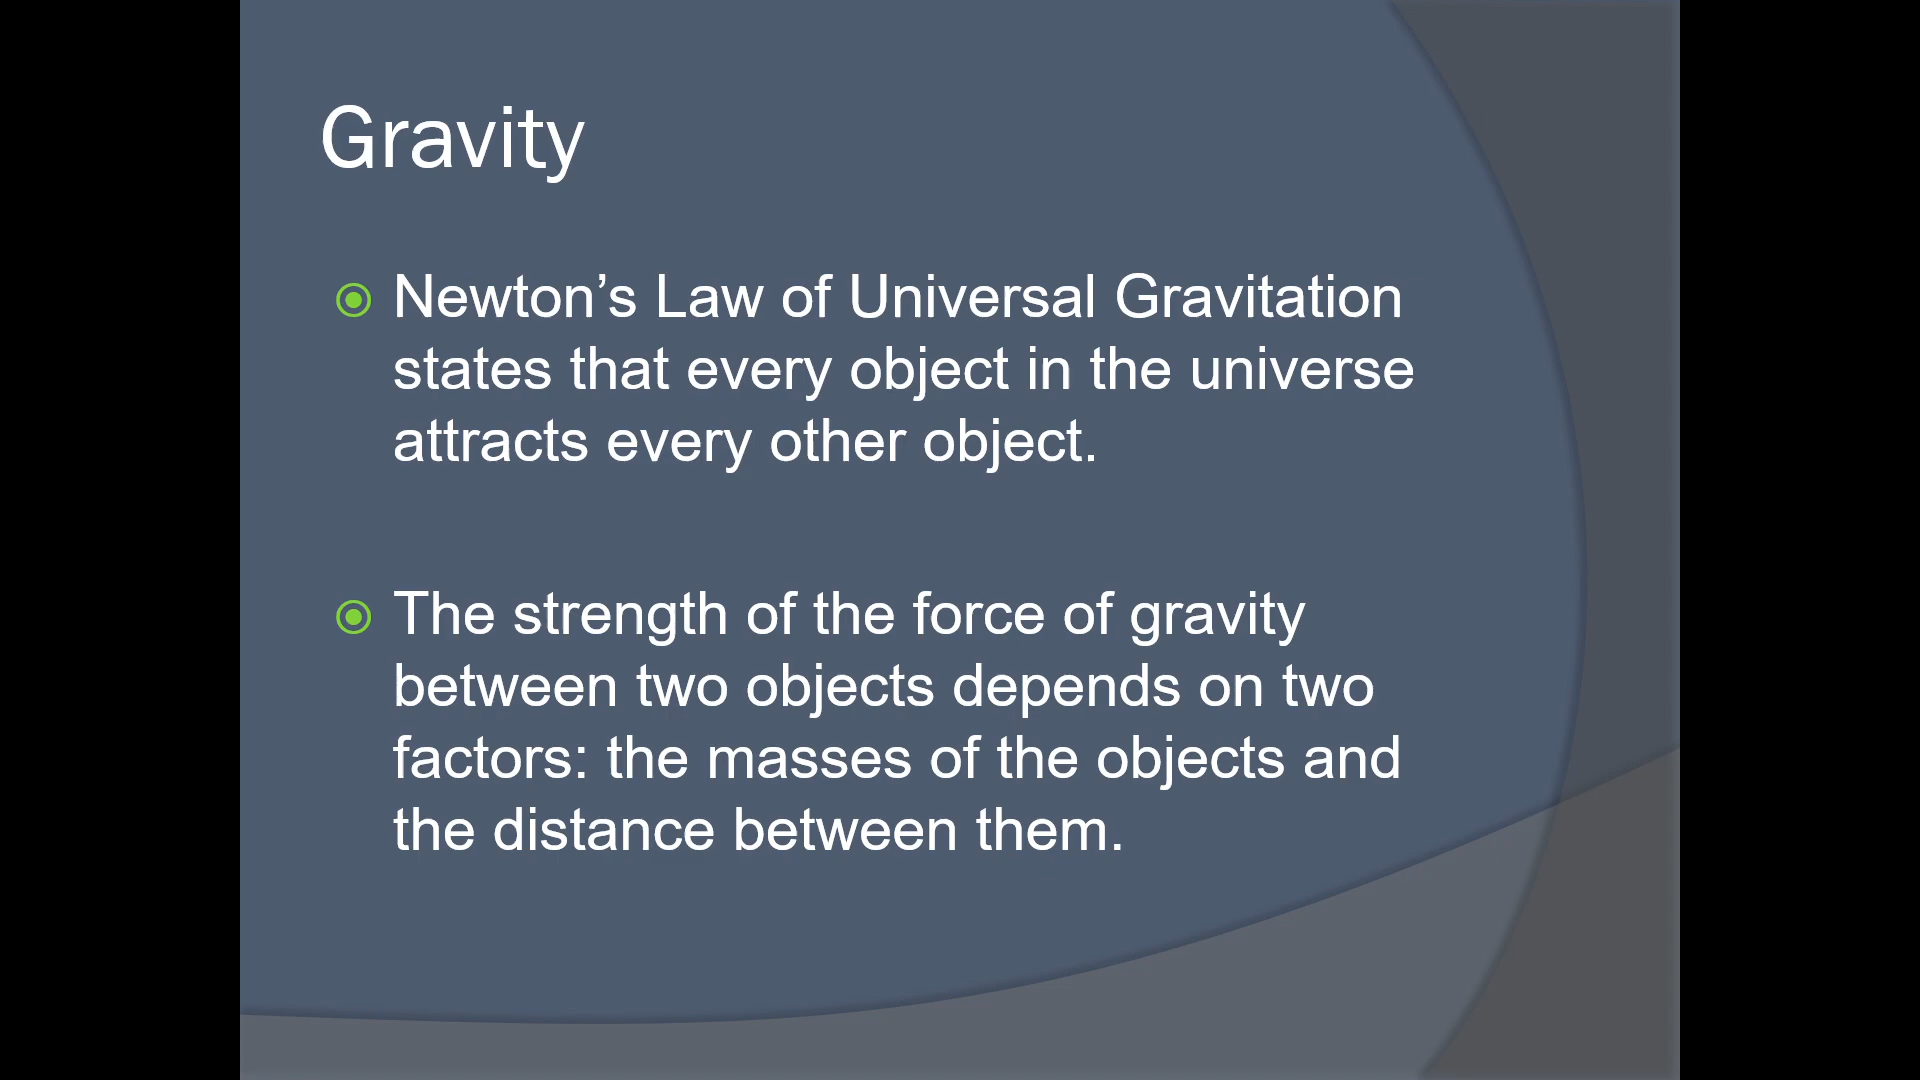 Gravity
Newton’s Law of Universal Gravitation
states that every object in the universe
attracts every other object.
The strength of the force of gravity
between two objects depends on two
factors: the masses of the objects and
the distance between them.